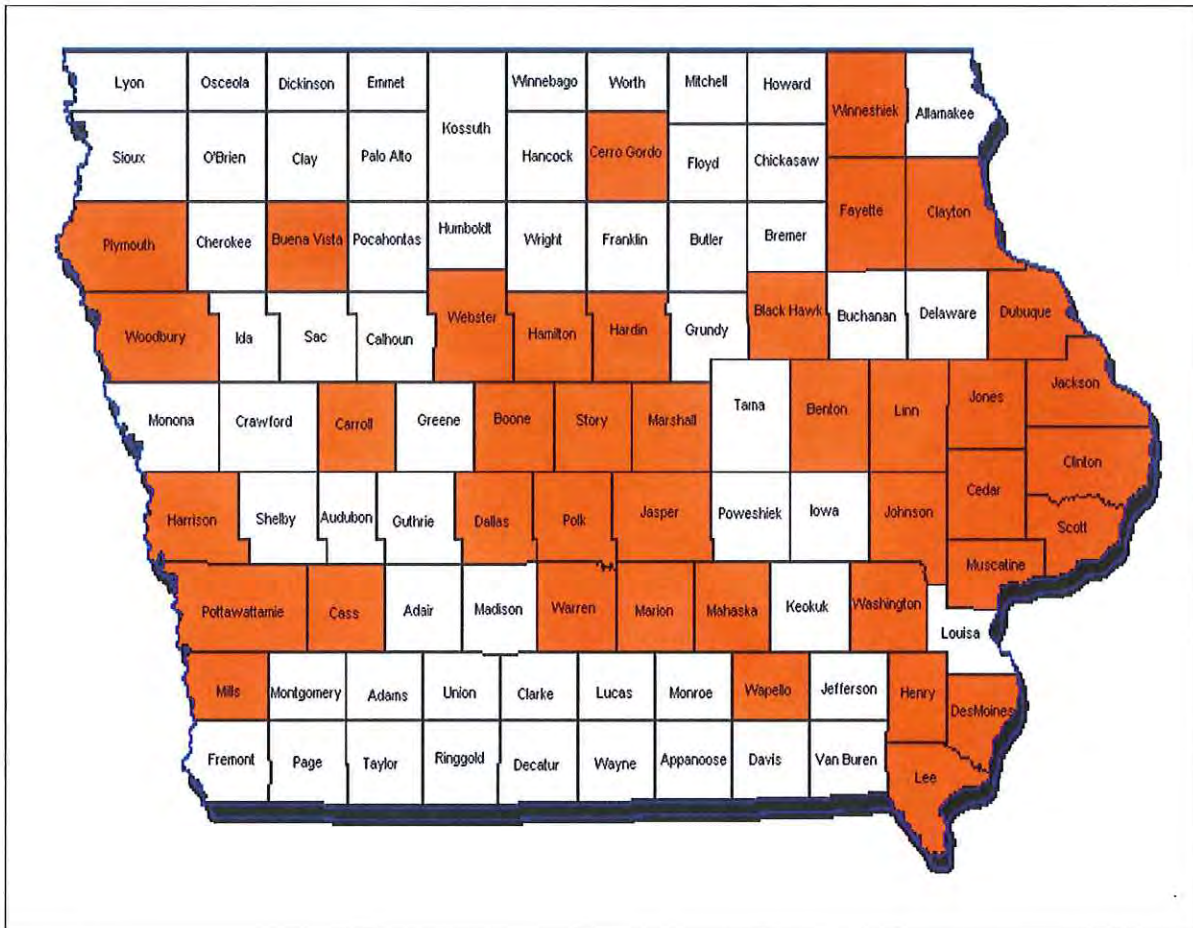 Lyon Osceola Dickinson Emmet Winnebago Worth Mitchell Howard
Winneshiek Allamakee
Kossuth
Sioux O'Brien Clay Palo Alto Hancock Cerro Gordo Floyd Chickasaw
Fayette Clayton
Plymouth Cherokee Buena Vista Pocahontas Humboldt Wright Franklin Butler Bremer
Woodbury Ida Sac Calhoun Webster Hamilton Hardin Grundy Black Hawk Buchanan Delaware Dubuque
Monona Crawford Carroll Greene Boone Story Marshall Tama Benton Linn Jones Jackson
Clinton
Harrison Shelby Audubon Guthrie Dallas Polk Jasper Poweshiek Iowa Johnson Cedar Scott
Muscatine
Pottawattamie Cass Adair Madison Warren Marion Mahaska Keokuk Washington Louisa
Mills Montgomery Adams Union Clarke Lucas Monroe Wapello Jefferson Henry DesMoines
Fremont Page Taylor Ringgold Decatur Wayne Appanoose Davis Van Buren Lee